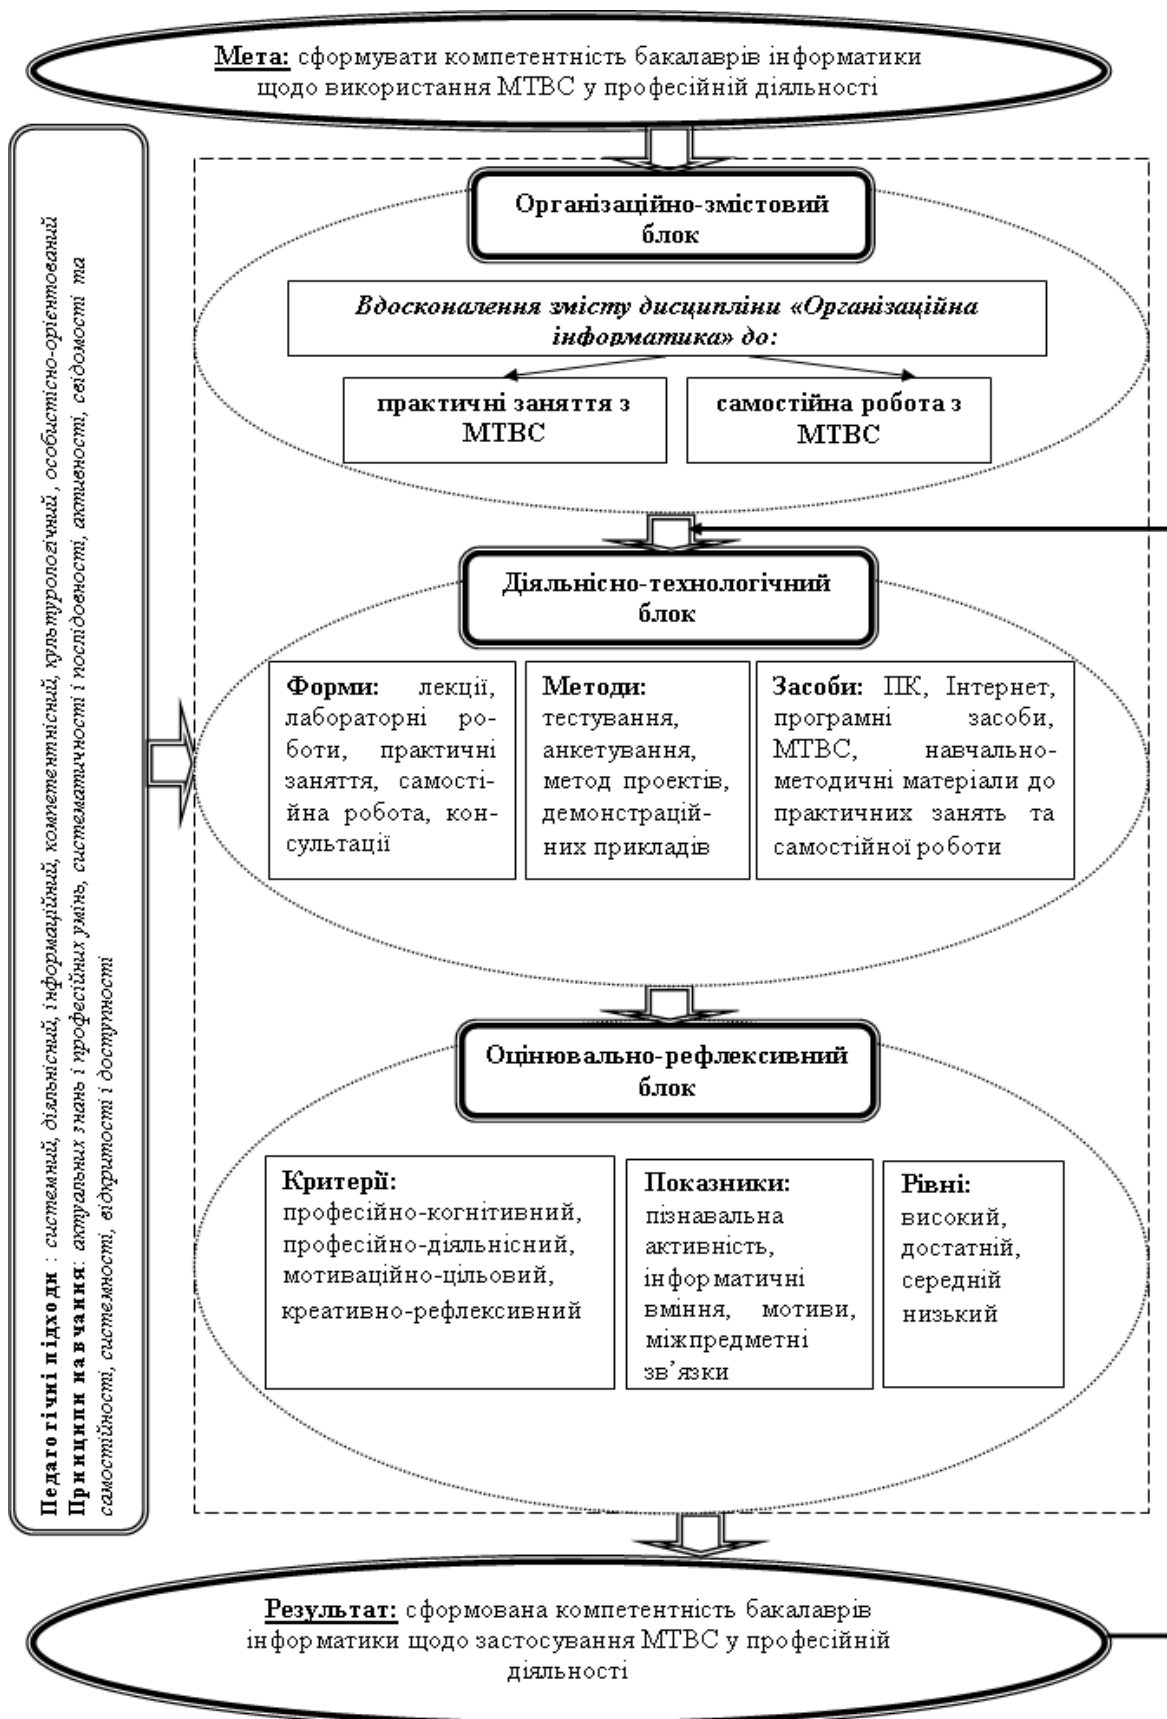 Мета: сформувати компетентність бакалаврів інформатики
щодо використання МТВС у професійній діяльності
Педагогічні підходи : системний, діяльнісний, інформаційний, компетентнісний, культурологічний, особистісно-орієнтований
Принципи навчання: актуальних знань і професійних умінь, систематичності і послідовності, активності, свідомості та
самостійності, системності, відкритості і доступності
Організаційно-змістовий
блок
Вдосконалення змісту дисципліни «Організаційна
інформатика» до:
практичні заняття з
МТВС
самостійна робота з
МТВС
Діяльнісно-технологічний
блок
Форми: лекції,
лабораторні ро-
боти, практичні
заняття, самості-
йна робота, кон-
сультації
Методи:
тестування,
анкетування,
метод проектів,
демонстрацій-
них прикладів
Засоби: ПК, Інтернет,
програмні засоби,
МТВС, навчально-
методичні матеріали до
практичних занять та
самостійної роботи
Оцінювально-рефлексивний
блок
Критерії:
професійно-когнітивний,
професійно-діяльнісний,
мотиваційно-цільовий,
креативно-рефлексивний
Показники:
пізнавальна
активність,
інформатичні
вміння, мотиви,
міжпредметні
зв’язки
Рівні:
високий,
достатній,
середній
низький
Результат: сформована компетентність бакалаврів
інформатики щодо застосування МТВС у професійній
діяльності